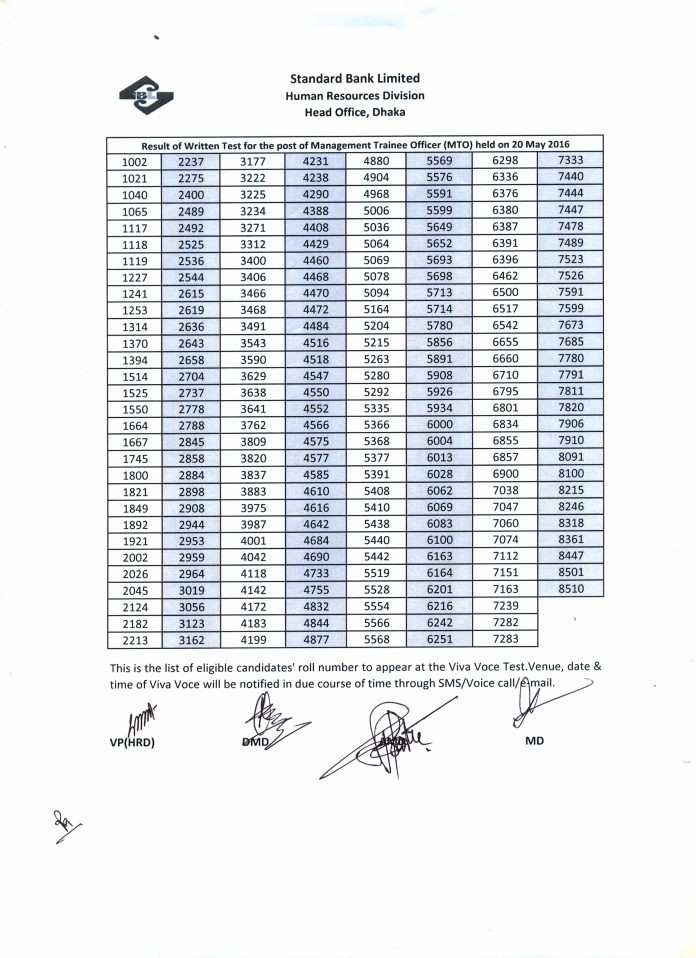 SBL
Standard Bank Limited
Human Resources Division
Head Office, Dhaka
Result of Written Test for the post of Management Trainee Officer (MTO) held on 20 May 2016
1002 2237 3177 4231 4880 5569 6298 7333
1021 2275 3222 4238 4904 5576 6336 7440
1040 2400 3225 4290 4968 5591 6376 7444
1065 2489 3234 4388 5006 5599 6380 7447
1117 2492 3271 4408 5036 5649 6387 7478
1118 2525 3312 4429 5064 5652 6391 7489
1119 2536 3400 4460 5069 5693 6396 7523
1227 2544 3406 4468 5078 5698 6462 7526
1241 2615 3466 4470 5094 5713 6500 7591
1253 2619 3468 4472 5164 5714 6517 7599
1314 2636 3491 4484 5204 5780 6542 7673
1370 2643 3543 4516 5215 5856 6655 7685
1394 2658 3590 4518 5263 5891 6660 7780
1514 2704 3629 4547 5280 5908 6710 7791
1525 2737 3638 4550 5292 5926 6795 7811
1550 2778 3641 4552 5335 5934 6801 7820
1664 2788 3762 4566 5366 6000 6834 7906
1667 2845 3809 4575 5368 6004 6855 7910
1745 2858 3820 4577 5377 6013 6857 8091
1800 2884 3837 4585 5391 6028 6900 8100
1821 2898 3883 4610 5408 6062 7038 8215
1849 2908 3975 4616 5410 6069 7047 8246
1892 2944 3987 4642 5438 6083 7060 8318
1921 2953 4001 4684 5440 6100 7074 8361
2002 2959 4042 4690 5442 6163 7112 8447
2026 2964 4118 4733 5519 6164 7151 8501
2045 3019 4142 4755 5528 6201 7163 8510
2124 3056 4172 4832 5554 6216 7239
2182 3123 4183 4844 5566 6242 7282
2213 3162 4199 4877 5568 6251 7283
This is the list of eligible candidates' roll number to appear at the Viva Voce Test.Venue, date &
time of Viva Voce will be notified in due course of time through SMS/Voice call/e-mail.
VP(HRD) DMD AMD MD